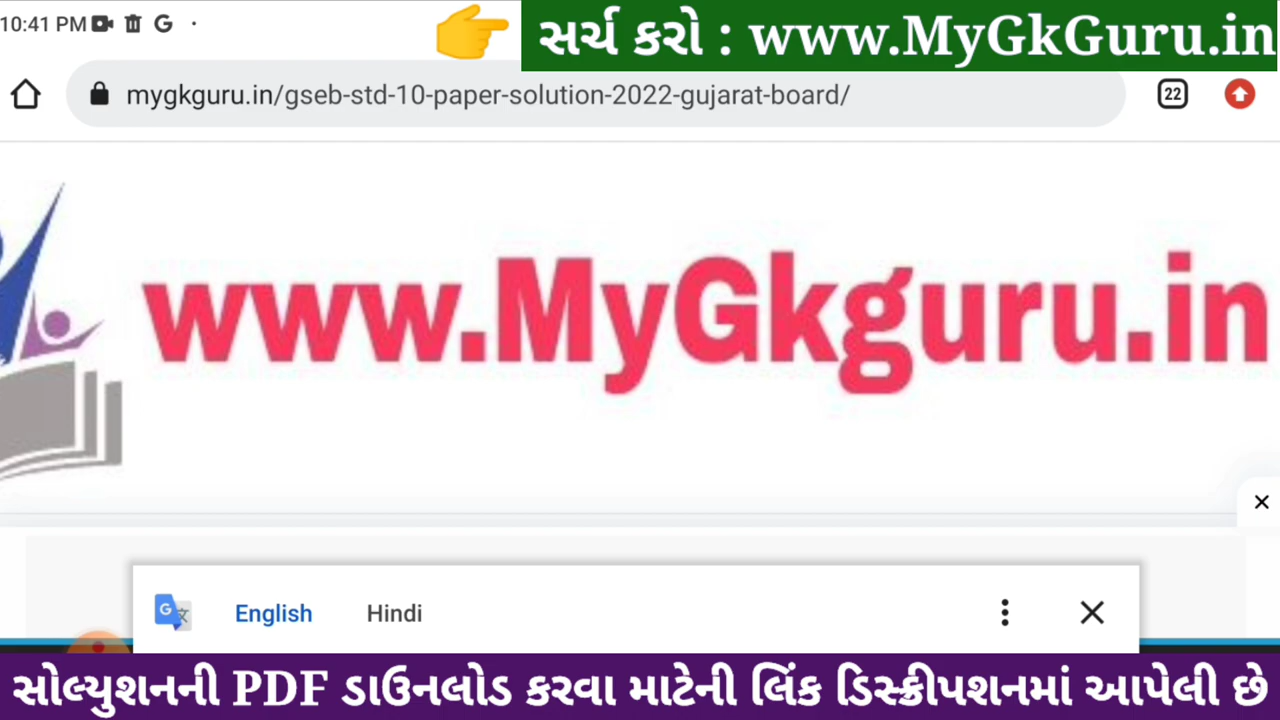 10:41 PM
👉 સર્ચ કરો : www.MyGkGuru.in
mygkguru.in/gseb-std-10-paper-solution-2022-gujarat-board/
22
www.MyGkguru.in
English Hindi
સોલ્યુશનની PDF ડાઉનલોડ કરવા માટેની લિંક ડિસ્ક્રીપશનમાં આપેલી છે